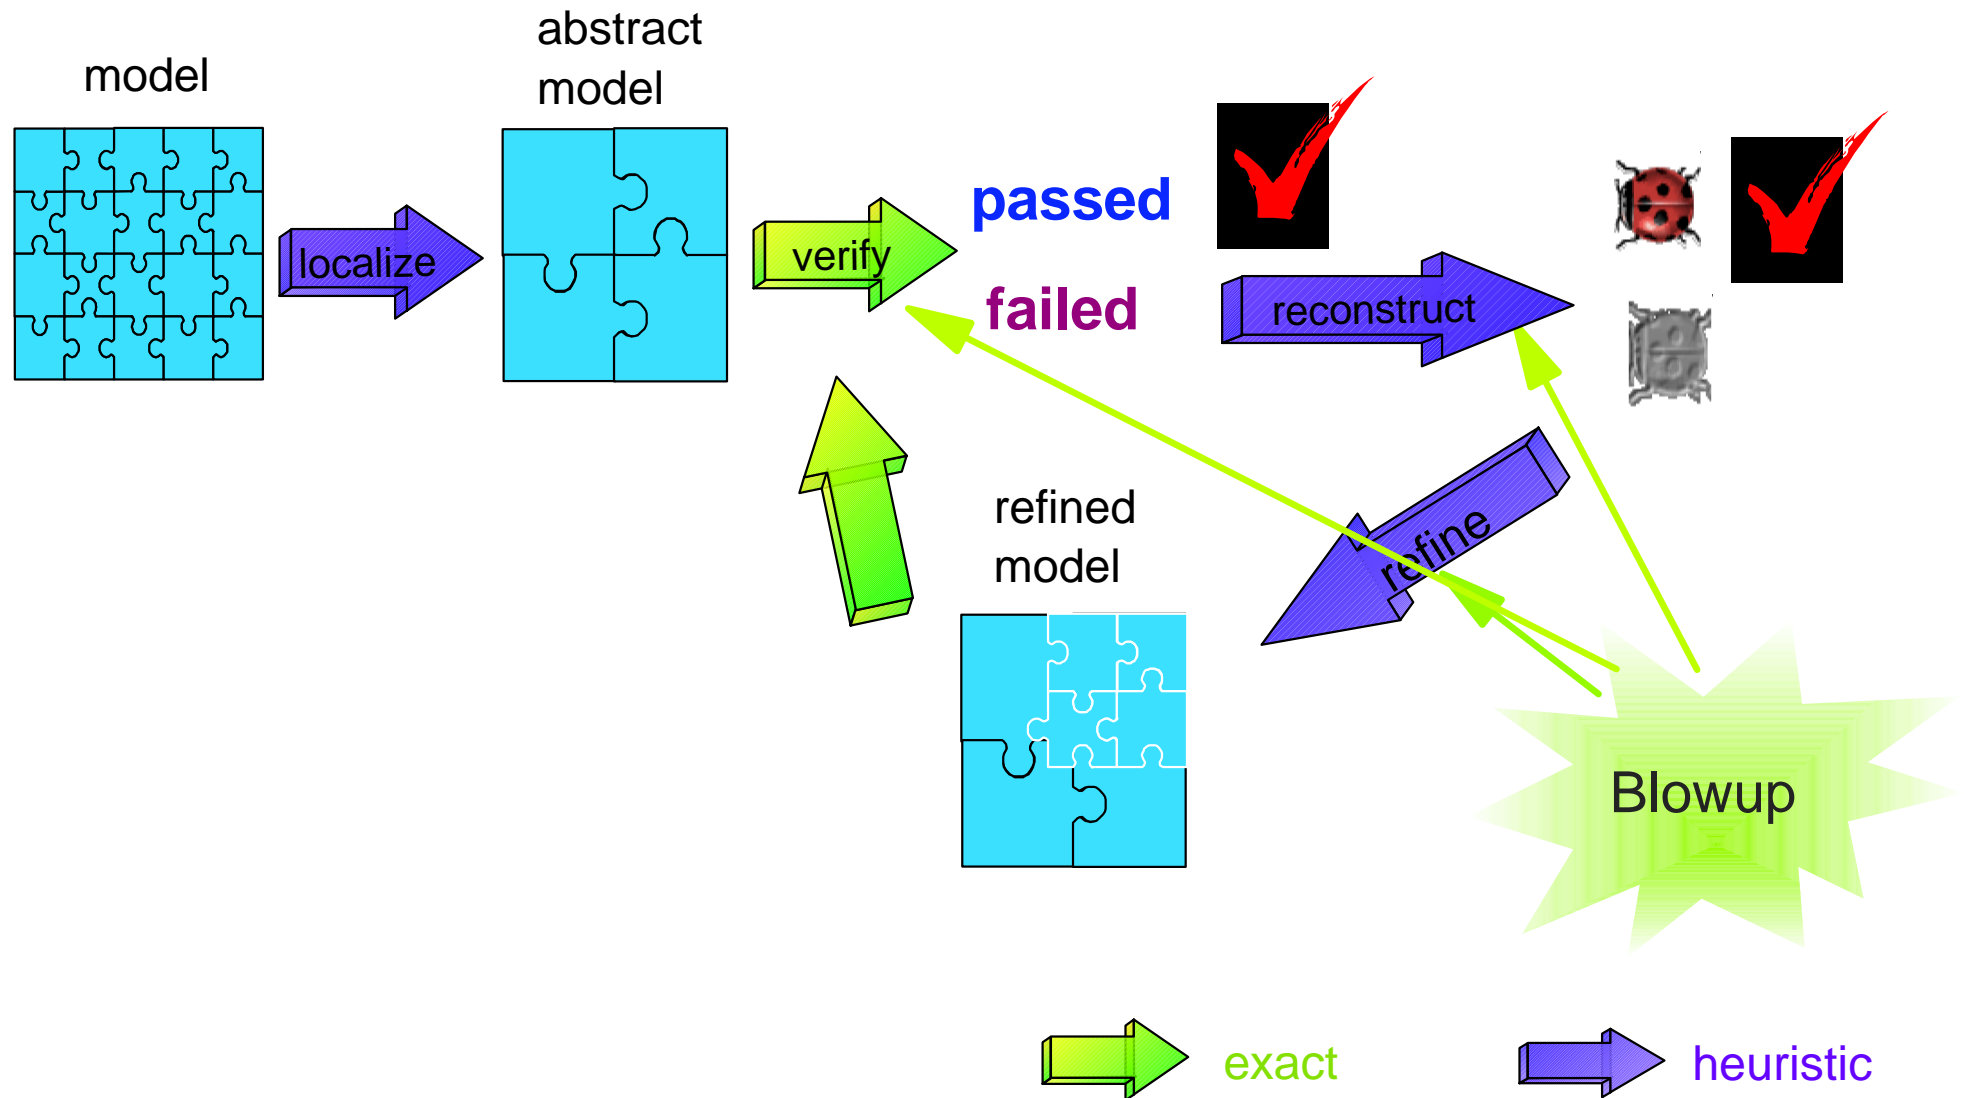 model
abstract
model
localize
verify
passed
failed
reconstruct
refine
refined
model
Blowup
exact
heuristic